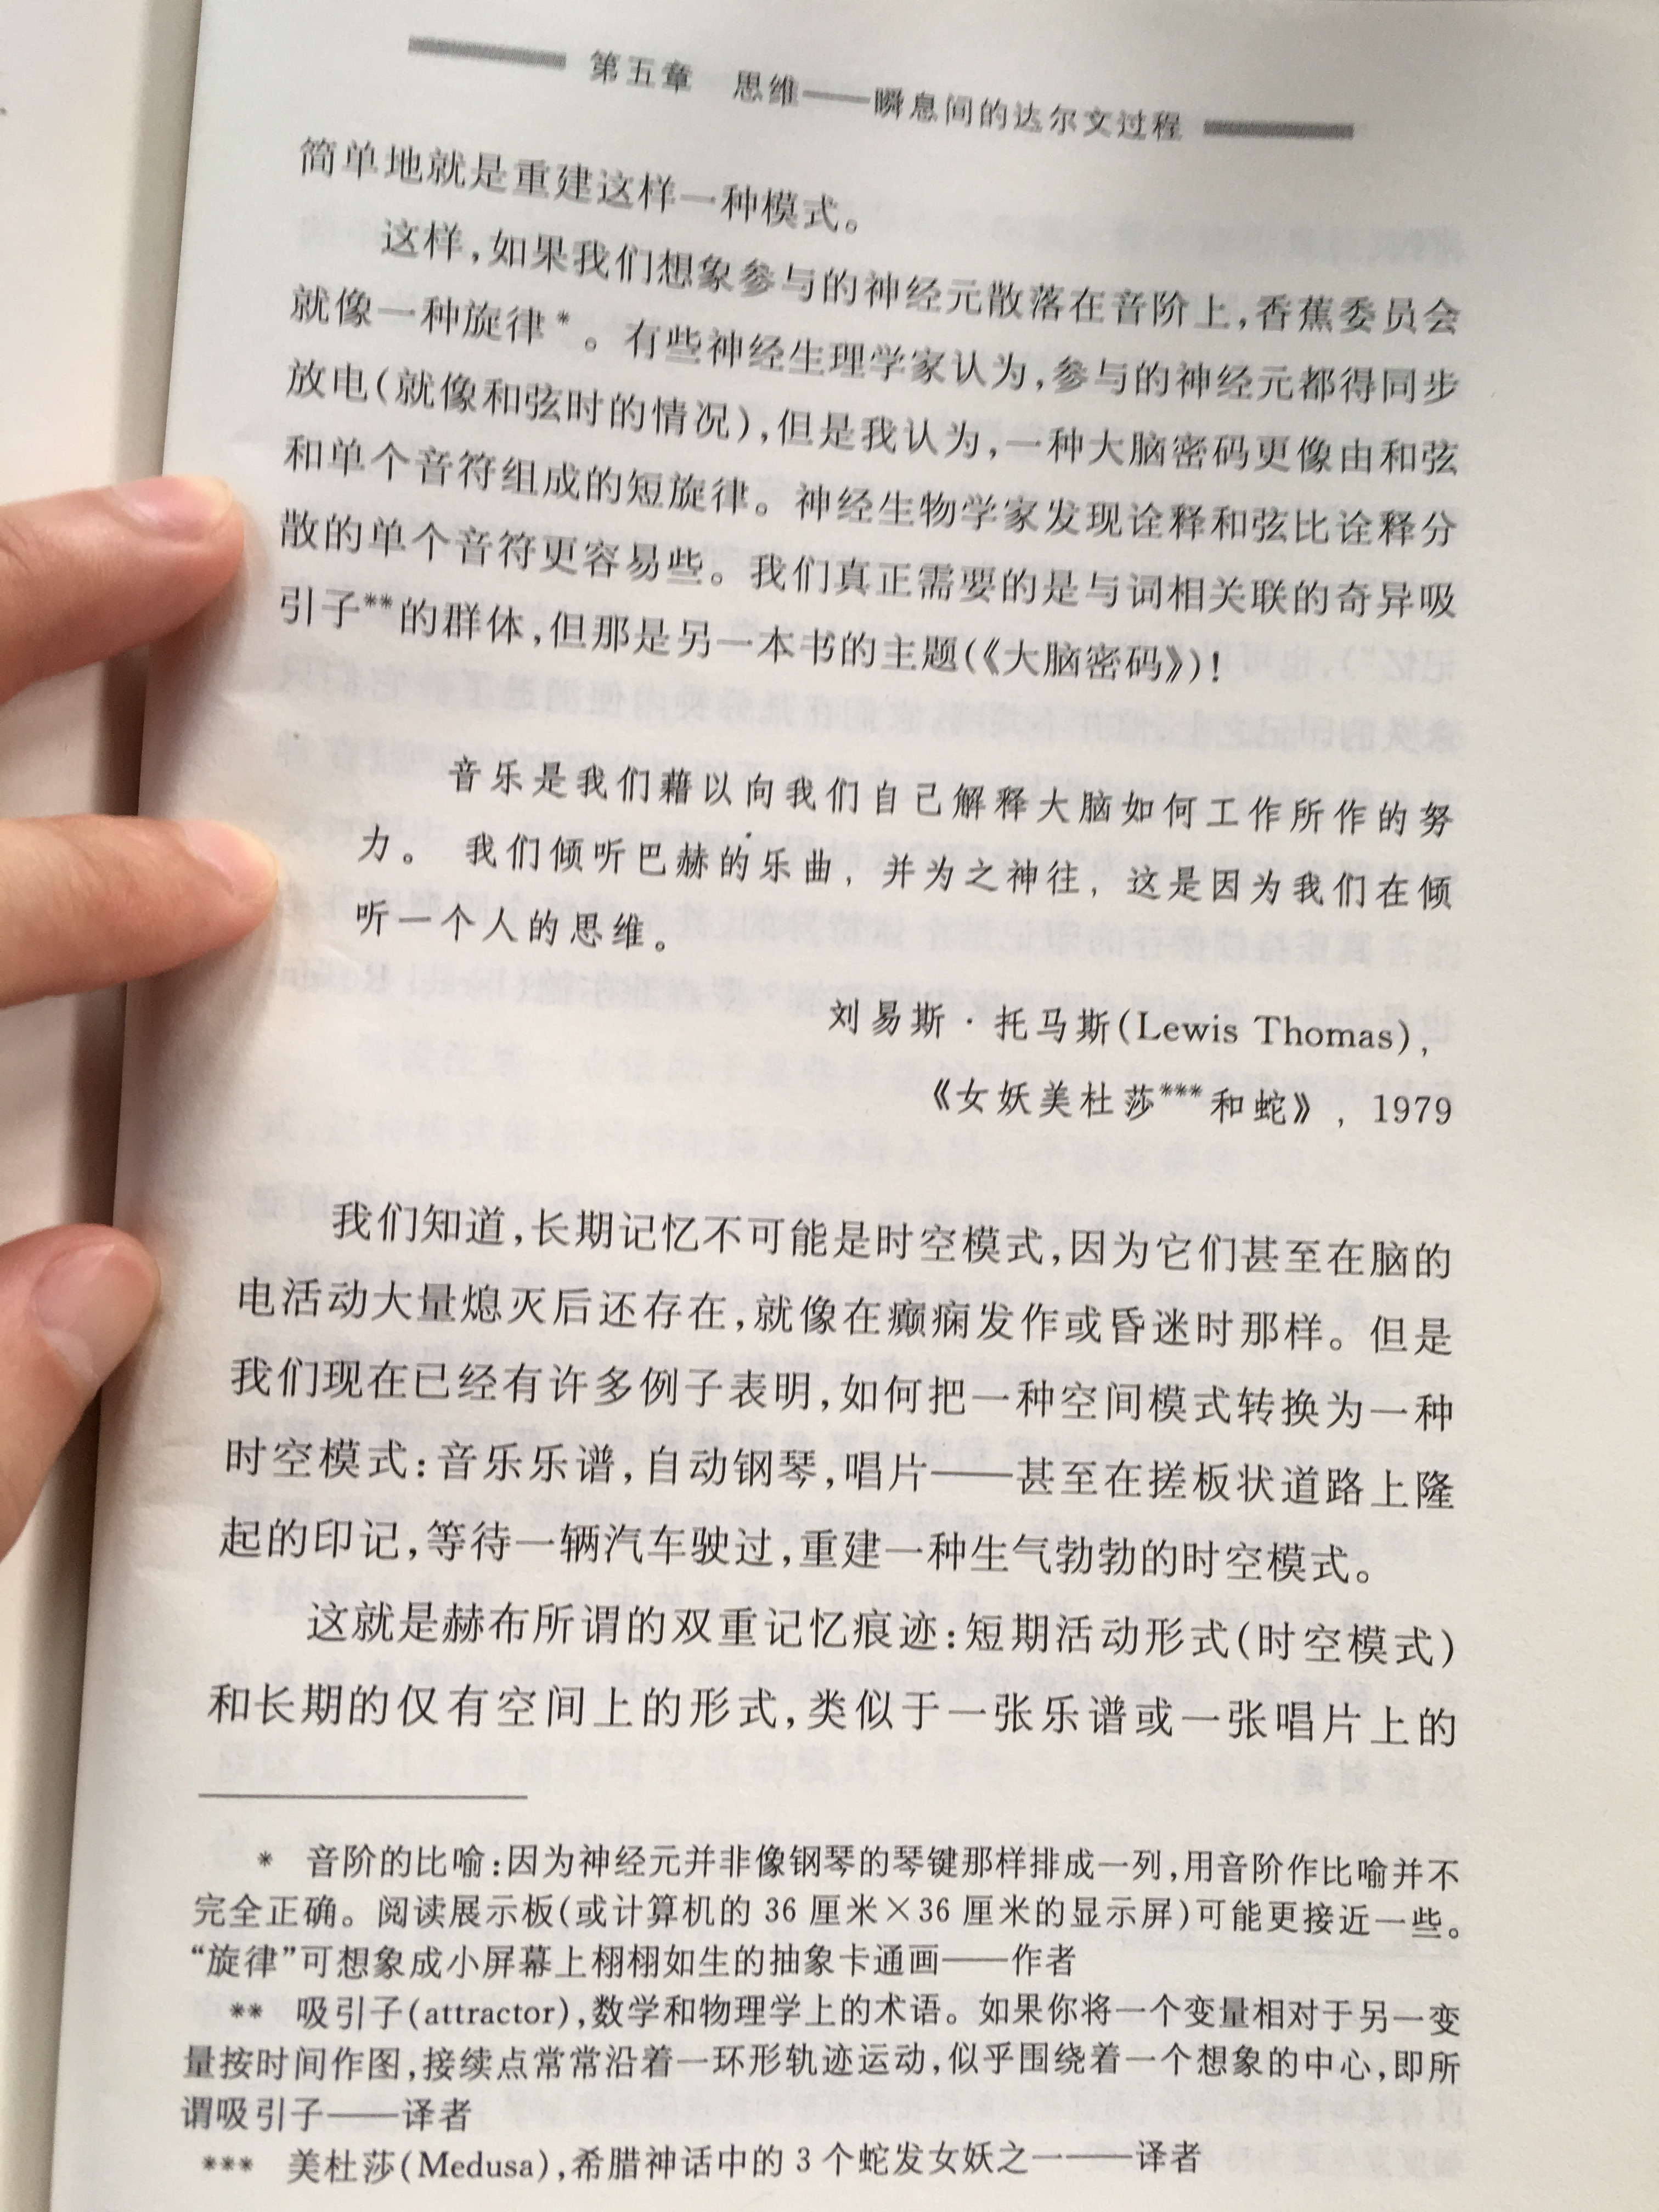 第五章 思维——瞬息间的达尔文过程
简单地就是重建这样一种模式。
这样,如果我们想象参与的神经元散落在音阶上,香蕉委员会
就像一种旋律*。有些神经生理学家认为,参与的神经元都得同步
放电(就像和弦时的情况),但是我认为,一种大脑密码更像由和弦
和单个音符组成的短旋律。神经生物学家发现诠释和弦比诠释分
散的单个音符更容易些。我们真正需要的是与词相关联的奇异吸
引子**的群体,但那是另一本书的主题(《大脑密码》)!
音乐是我们藉以向我们自己解释大脑如何工作所作的努
力。 我们倾听巴赫的乐曲, 并为之神往, 这是因为我们在倾
听一个人的思维。
刘易斯·托马斯(Lewis Thomas),
《女妖美杜莎***和蛇》, 1979
我们知道,长期记忆不可能是时空模式,因为它们甚至在脑的
电活动大量熄灭后还存在,就像在癫痫发作或昏迷时那样。但是
我们现在已经有许多例子表明,如何把一种空间模式转换为一种
时空模式:音乐乐谱,自动钢琴,唱片——甚至在搓板状道路上隆
起的印记,等待一辆汽车驶过,重建一种生气勃勃的时空模式。
这就是赫布所谓的双重记忆痕迹:短期活动形式(时空模式)
和长期的仅有空间上的形式,类似于一张乐谱或一张唱片上的
* 音阶的比喻:因为神经元并非像钢琴的琴键那样排成一列,用音阶作比喻并不
完全正确。阅读展示板(或计算机的 36 厘米×36 厘米的显示屏)可能更接近一些。
“旋律”可想象成小屏幕上栩栩如生的抽象卡通画——作者
** 吸引子(attractor),数学和物理学上的术语。如果你将一个变量相对于另一变
量按时间作图,接续点常常沿着一环形轨迹运动,似乎围绕着一个想象的中心,即所
谓吸引子——译者
*** 美杜莎(Medusa),希腊神话中的 3 个蛇发女妖之一——译者